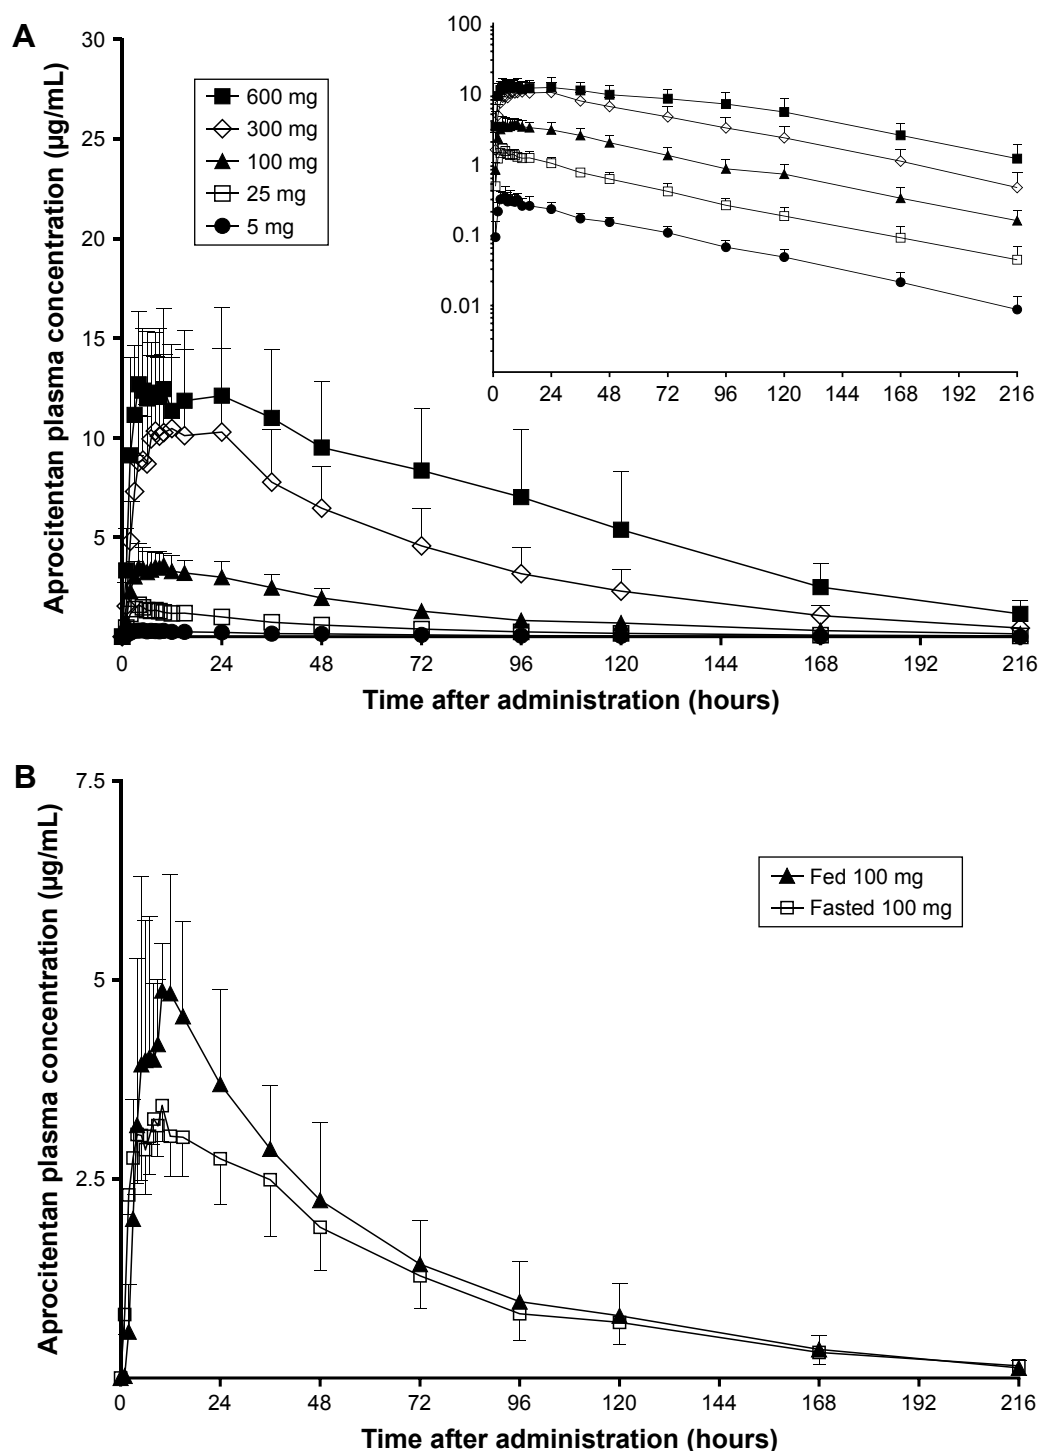 A
Aprocitentan plasma concentration (µg/mL)
30
25
20
15
10
5
0 24 48 72 96 120 144 168 192 216
Time after administration (hours)
600 mg
300 mg
100 mg
25 mg
5 mg
100
10
1
0.1
0.01
0 24 48 72 96 120 144 168 192 216
B
Aprocitentan plasma concentration (µg/mL)
7.5
5
2.5
0 24 48 72 96 120 144 168 192 216
Time after administration (hours)
Fed 100 mg
Fasted 100 mg